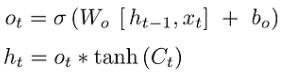 o_t = σ (W_o [h_{t−1}, x_t] + b_o)
h_t = o_t * tanh (C_t)